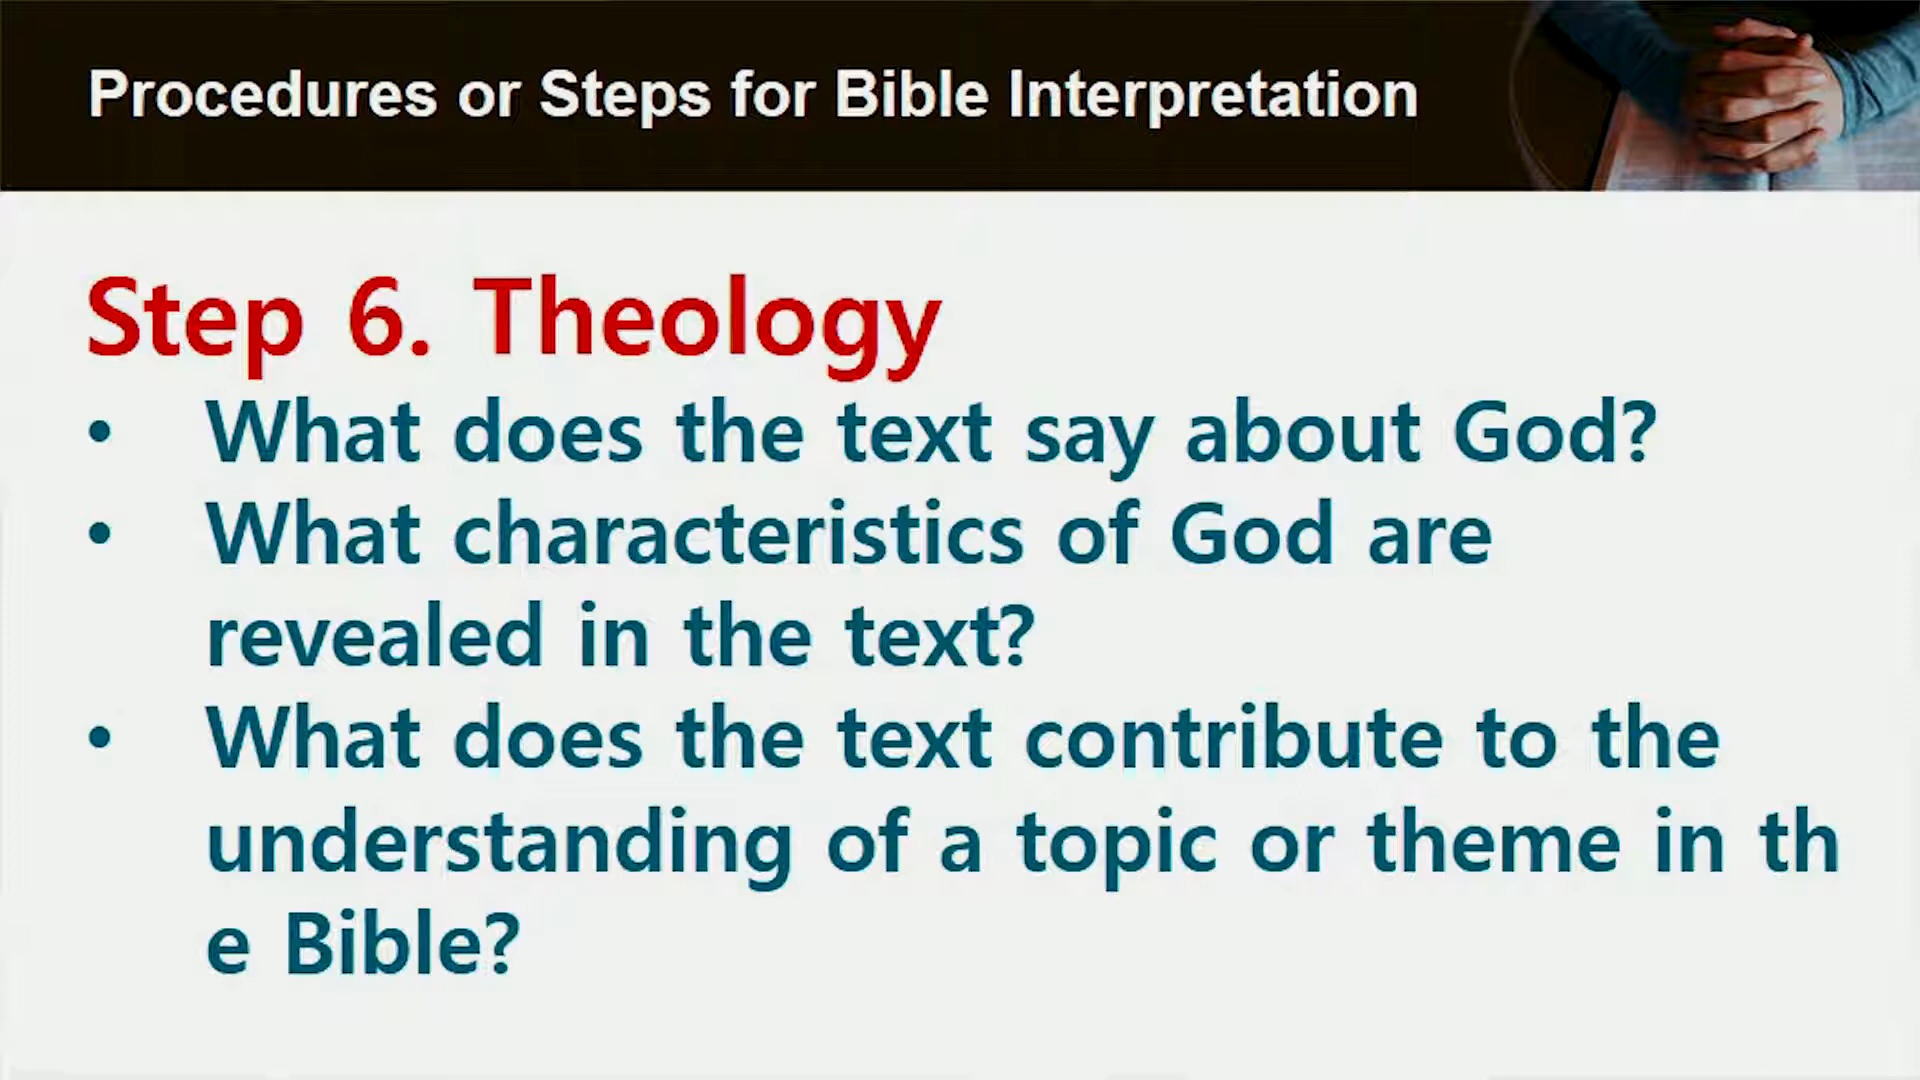 Procedures or Steps for Bible Interpretation
Step 6. Theology
• What does the text say about God?
• What characteristics of God are
revealed in the text?
• What does the text contribute to the
understanding of a topic or theme in th
e Bible?